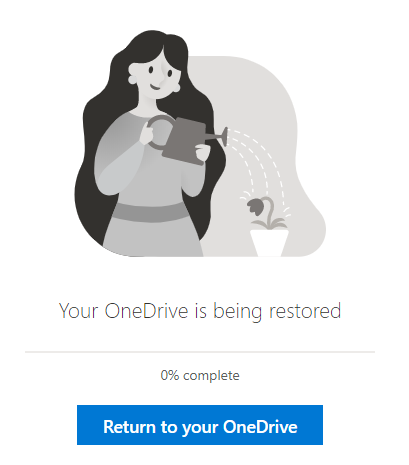 Your OneDrive is being restored
0% complete
Return to your OneDrive